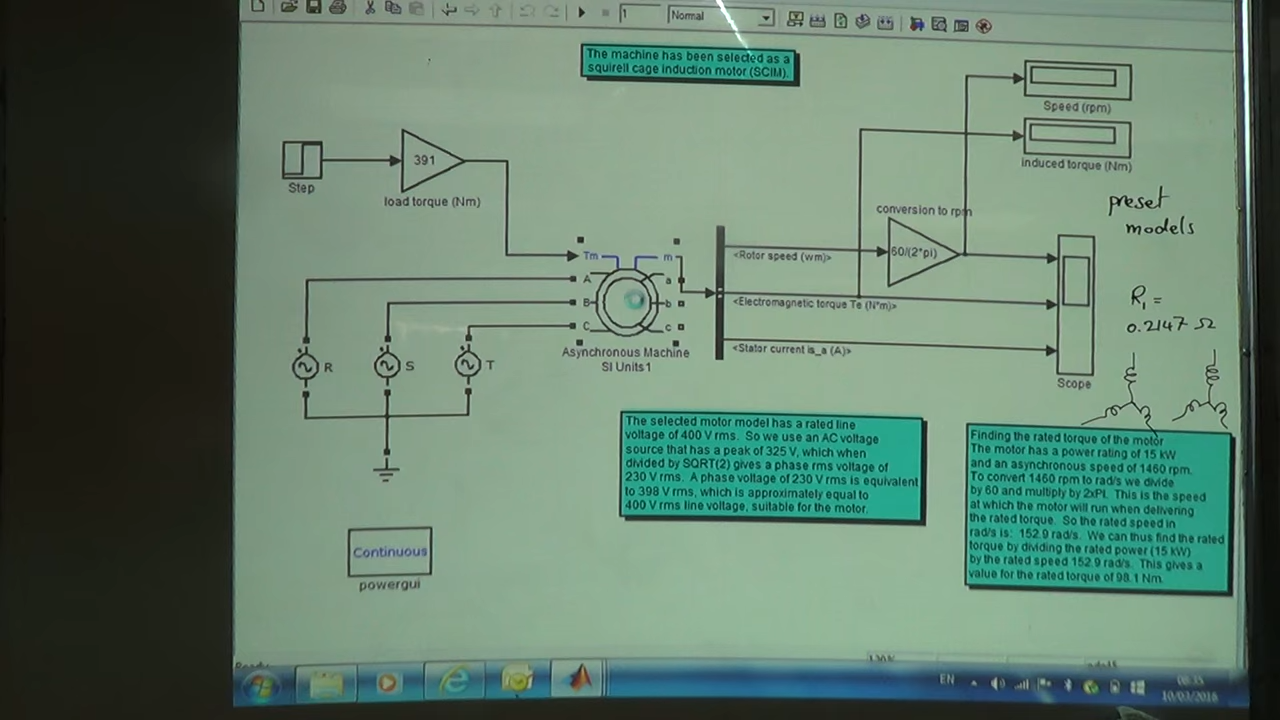 1
Normal
The machine has been selected as a
squirell cage induction motor (SCIM).
Speed (rpm)
induced torque (Nm)
391
Step
load torque (Nm)
conversion to rpm
preset
models
60/(2*pi)
Tm
m
A
a
B
b
C
c
<Rotor speed (wm)>
<Electromagnetic torque Te (N*m)>
<Stator current is_a (A)>
R₁ =
0.2147 Ω
R
S
T
Asynchronous Machine
SI Units1
Scope
The selected motor model has a rated line
voltage of 400 V rms. So we use an AC voltage
source that has a peak of 325 V, which when
divided by SQRT(2) gives a phase rms voltage of
230 V rms. A phase voltage of 230 V rms is equivalent
to 398 V rms, which is approximately equal to
400 V rms line voltage, suitable for the motor.
Finding the rated torque of the motor
The motor has a power rating of 15 kW
and an asynchronous speed of 1460 rpm.
To convert 1460 rpm to rad/s we divide
by 60 and multiply by 2xPI. This is the speed
at which the motor will run when delivering
the rated torque. So the rated speed in
rad/s is: 152.9 rad/s. We can thus find the rated
torque by dividing the rated power (15 kW)
by the rated speed 152.9 rad/s. This gives a
value for the rated torque of 98.1 Nm.
Continuous
powergui
EN
08:35
10/03/2016